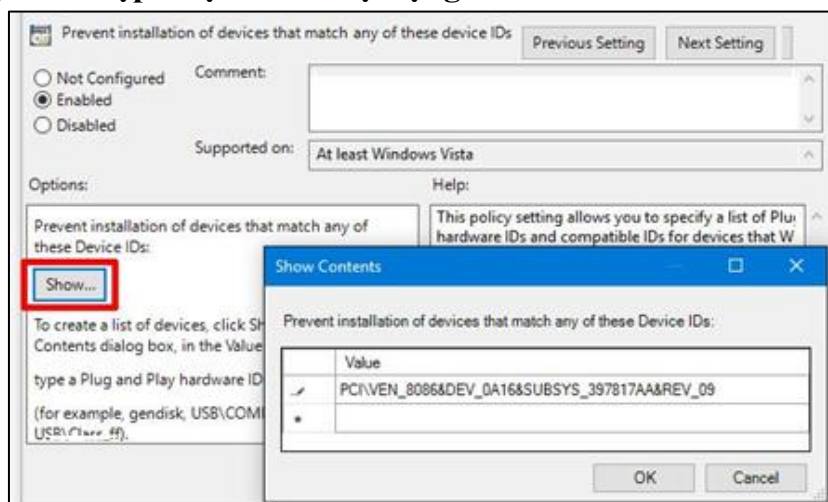 Prevent installation of devices that match any of these device IDs
Previous Setting
Next Setting
Not Configured
Comment:
Enabled
Disabled
Supported on:
At least Windows Vista
Options:
Help:
Prevent installation of devices that match any of
these Device IDs:
Show...
To create a list of devices, click Sh
Contents dialog box, in the Value
type a Plug and Play hardware ID
(for example, gendisk, USB\COMP
USB\Class_ff).
This policy setting allows you to specify a list of Plug
hardware IDs and compatible IDs for devices that W
Show Contents
Prevent installation of devices that match any of these Device IDs:
Value
PCI\VEN_8086&DEV_0A16&SUBSYS_397817AA&REV_09
OK
Cancel